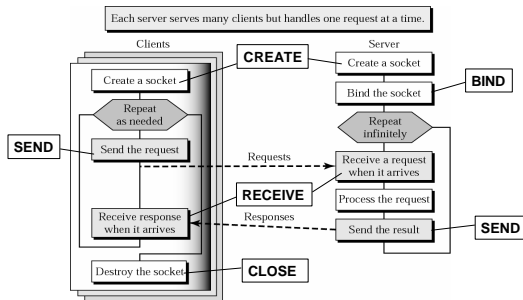 Each server serves many clients but handles one request at a time.
Clients
Server
CREATE
Create a socket
Create a socket
BIND
Bind the socket
Repeat
as needed
Repeat
infinitely
SEND
Send the request
Requests
Receive a request
when it arrives
RECEIVE
Process the request
Receive response
when it arrives
Responses
Send the result
SEND
Destroy the socket
CLOSE